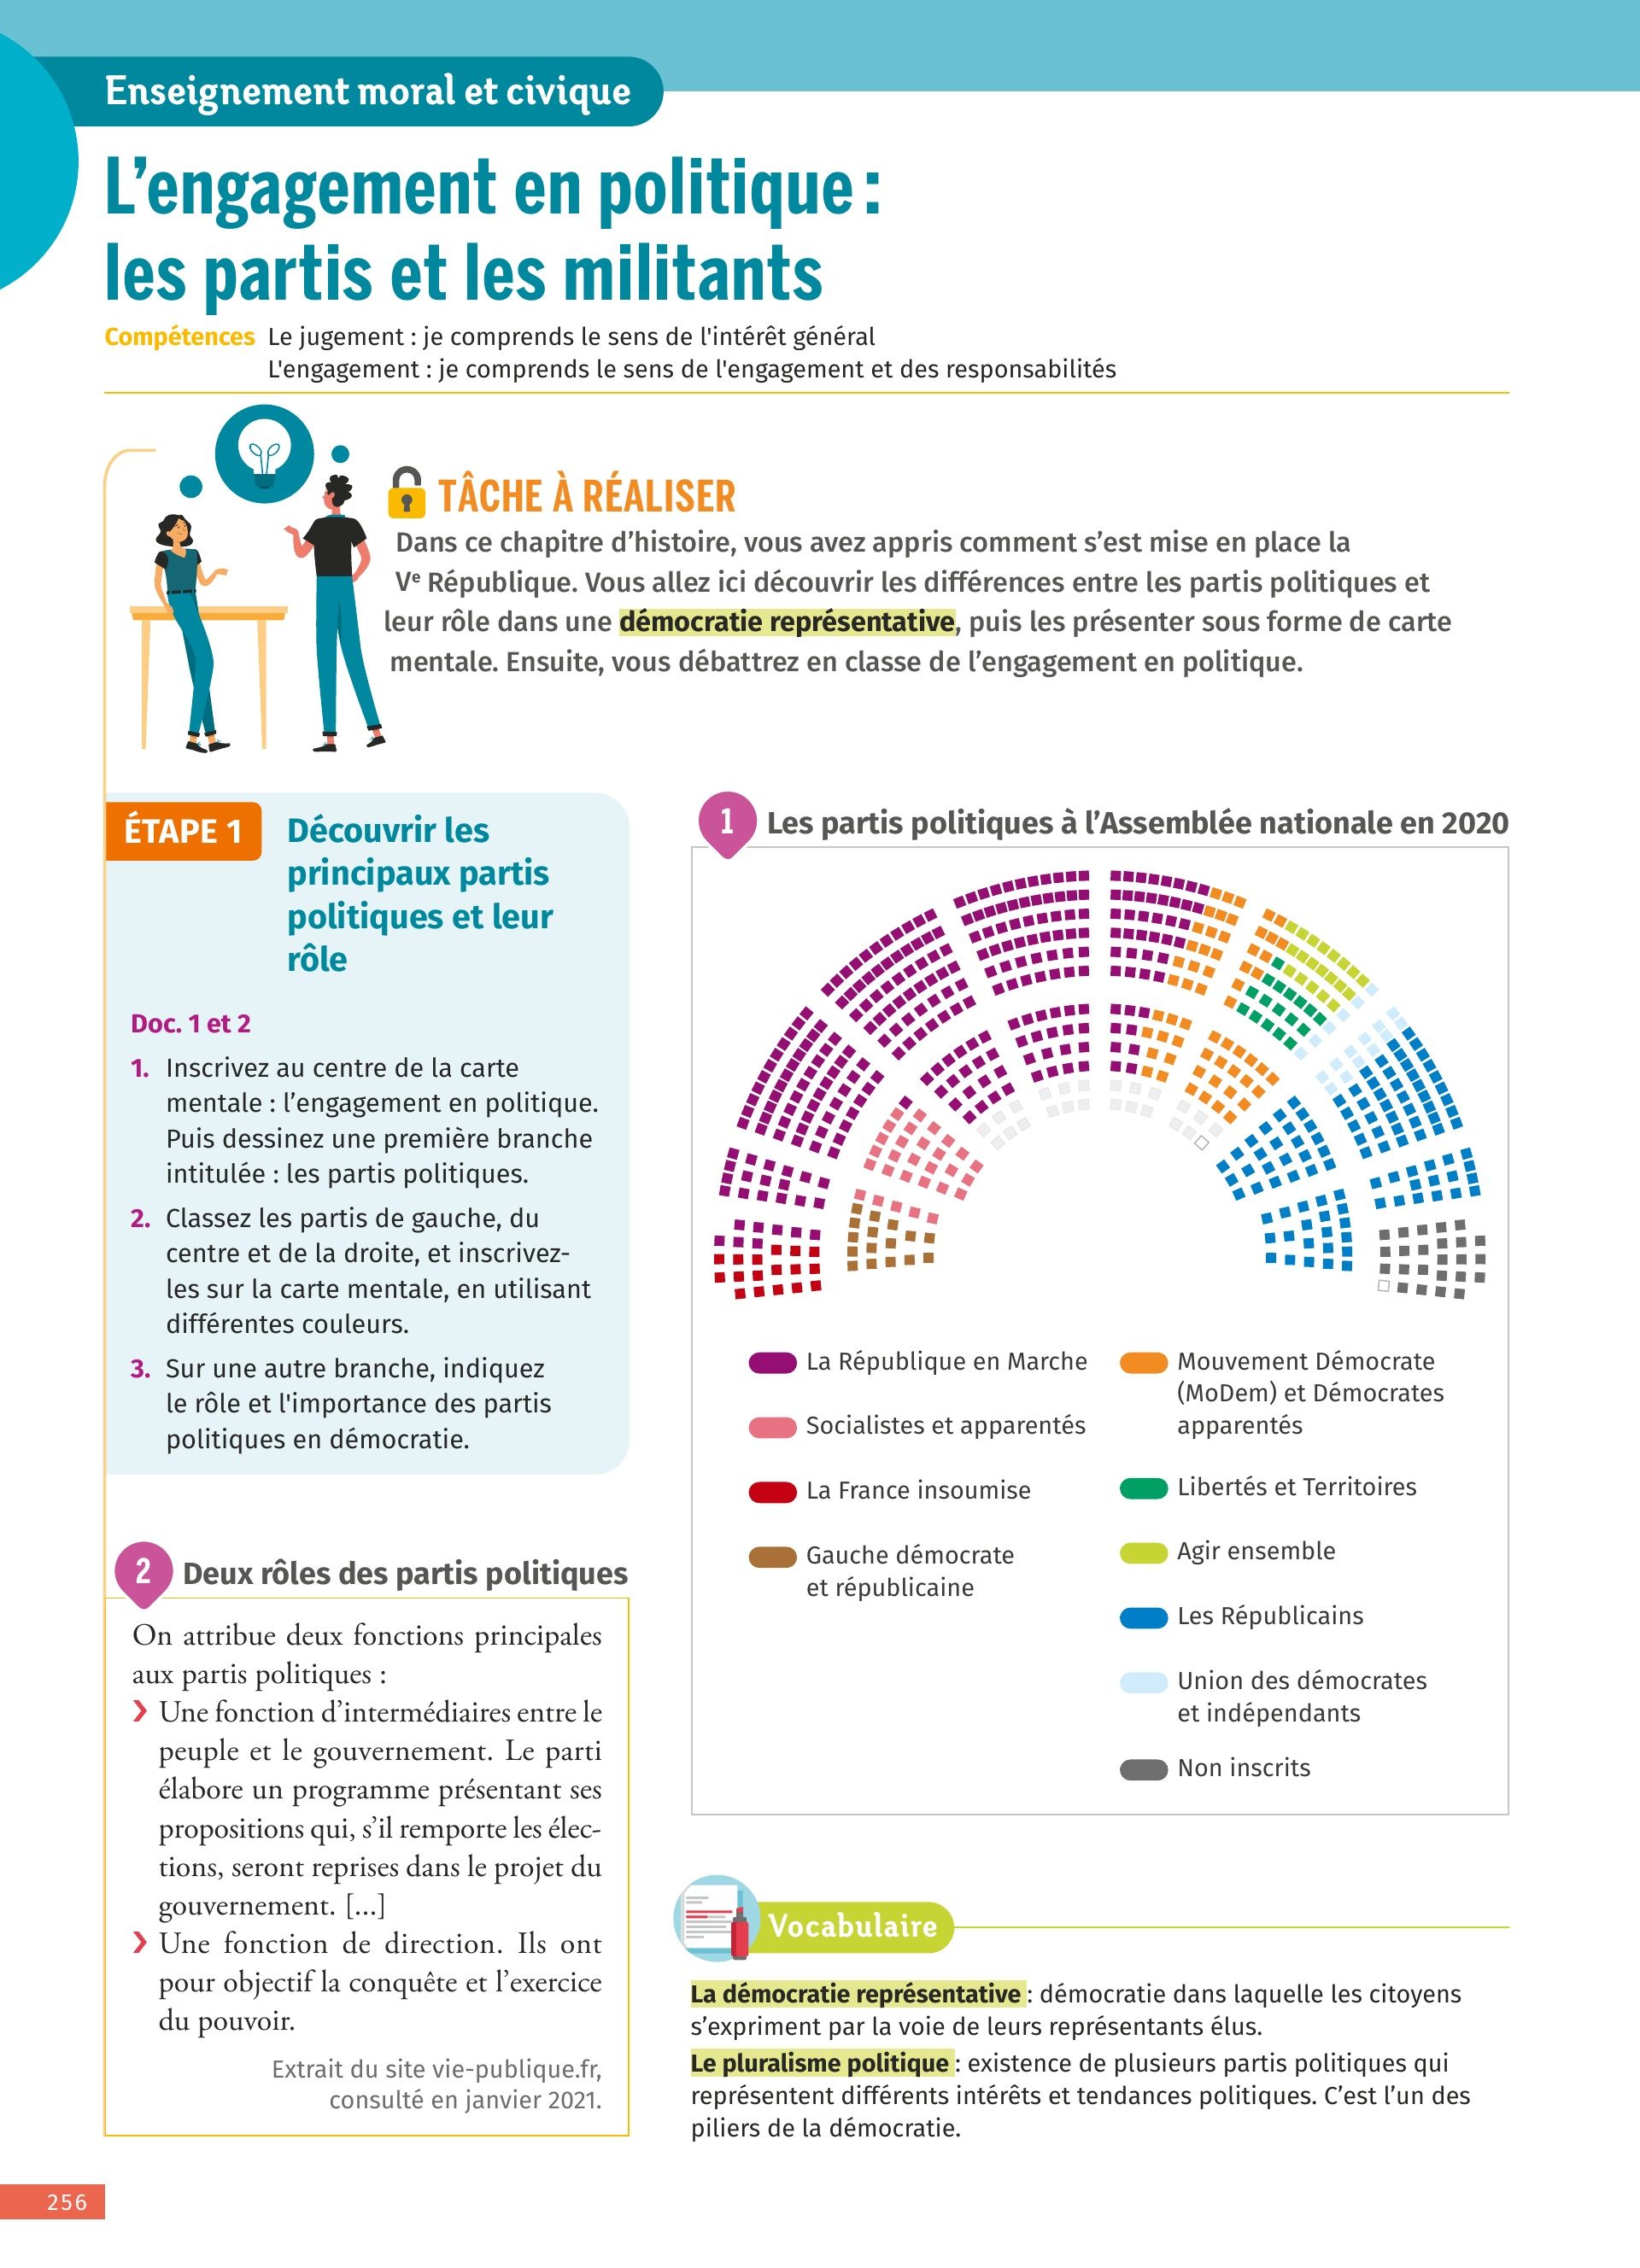 Enseignement moral et civique
L’engagement en politique :
les partis et les militants
Compétences Le jugement : je comprends le sens de l'intérêt général
L'engagement : je comprends le sens de l'engagement et des responsabilités
TÂCHE À RÉALISER
Dans ce chapitre d’histoire, vous avez appris comment s’est mise en place la
Ve République. Vous allez ici découvrir les différences entre les partis politiques et
leur rôle dans une démocratie représentative, puis les présenter sous forme de carte
mentale. Ensuite, vous débattrez en classe de l’engagement en politique.
ÉTAPE 1
Découvrir les
principaux partis
politiques et leur
rôle
Doc. 1 et 2
1. Inscrivez au centre de la carte
mentale : l’engagement en politique.
Puis dessinez une première branche
intitulée : les partis politiques.
2. Classez les partis de gauche, du
centre et de la droite, et inscrivez-
les sur la carte mentale, en utilisant
différentes couleurs.
3. Sur une autre branche, indiquez
le rôle et l'importance des partis
politiques en démocratie.
2 Deux rôles des partis politiques
On attribue deux fonctions principales
aux partis politiques :
❯ Une fonction d’intermédiaires entre le
peuple et le gouvernement. Le parti
élabore un programme présentant ses
propositions qui, s’il remporte les élec-
tions, seront reprises dans le projet du
gouvernement. [...]
❯ Une fonction de direction. Ils ont
pour objectif la conquête et l’exercice
du pouvoir.
Extrait du site vie-publique.fr,
consulté en janvier 2021.
1 Les partis politiques à l’Assemblée nationale en 2020
La République en Marche
Socialistes et apparentés
La France insoumise
Gauche démocrate
et républicaine
Mouvement Démocrate
(MoDem) et Démocrates
apparentés
Libertés et Territoires
Agir ensemble
Les Républicains
Union des démocrates
et indépendants
Non inscrits
Vocabulaire
La démocratie représentative : démocratie dans laquelle les citoyens
s’expriment par la voie de leurs représentants élus.
Le pluralisme politique : existence de plusieurs partis politiques qui
représentent différents intérêts et tendances politiques. C’est l’un des
piliers de la démocratie.
256